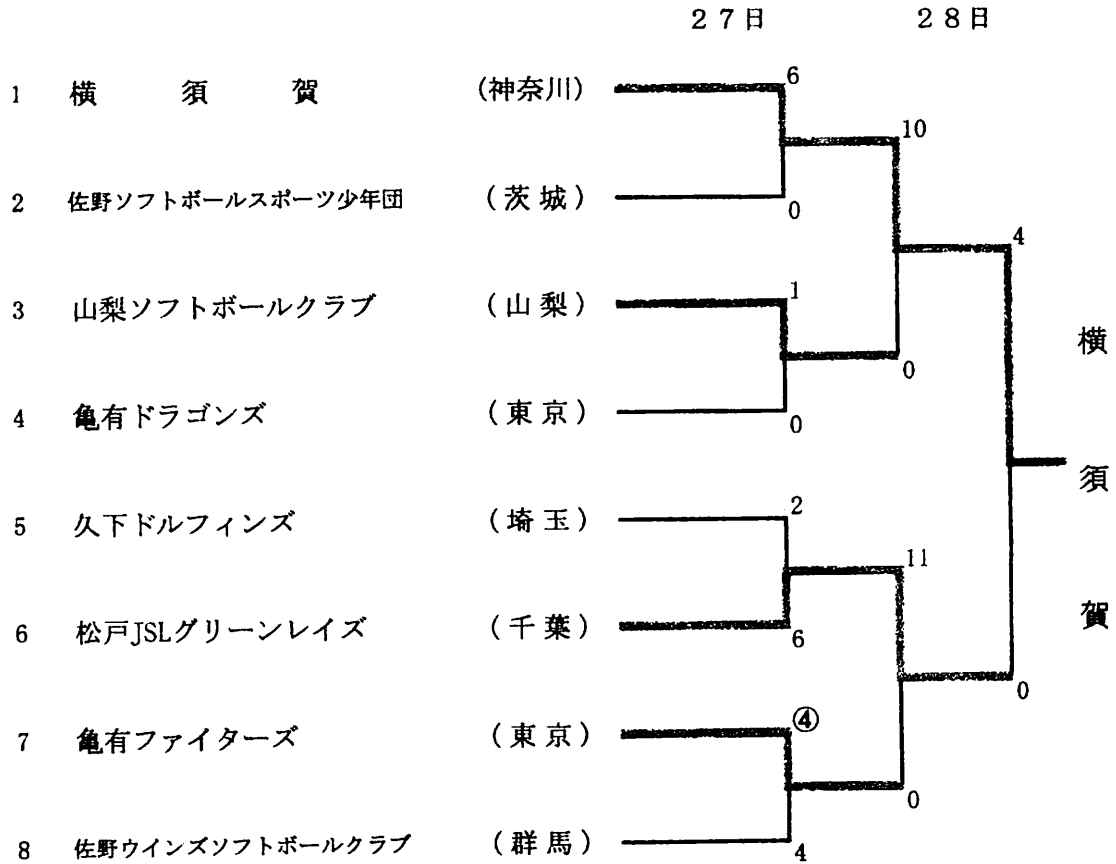 ２７日 ２８日
1 横須賀 (神奈川) 6
10
2 佐野ソフトボールスポーツ少年団 (茨城) 0
4
3 山梨ソフトボールクラブ (山梨) 1
横
0
4 亀有ドラゴンズ (東京) 0
須
5 久下ドルフィンズ (埼玉) 2
11
賀
6 松戸JSLグリーンレイズ (千葉) 6
0
7 亀有ファイターズ (東京) ④
0
8 佐野ウインズソフトボールクラブ (群馬) 4